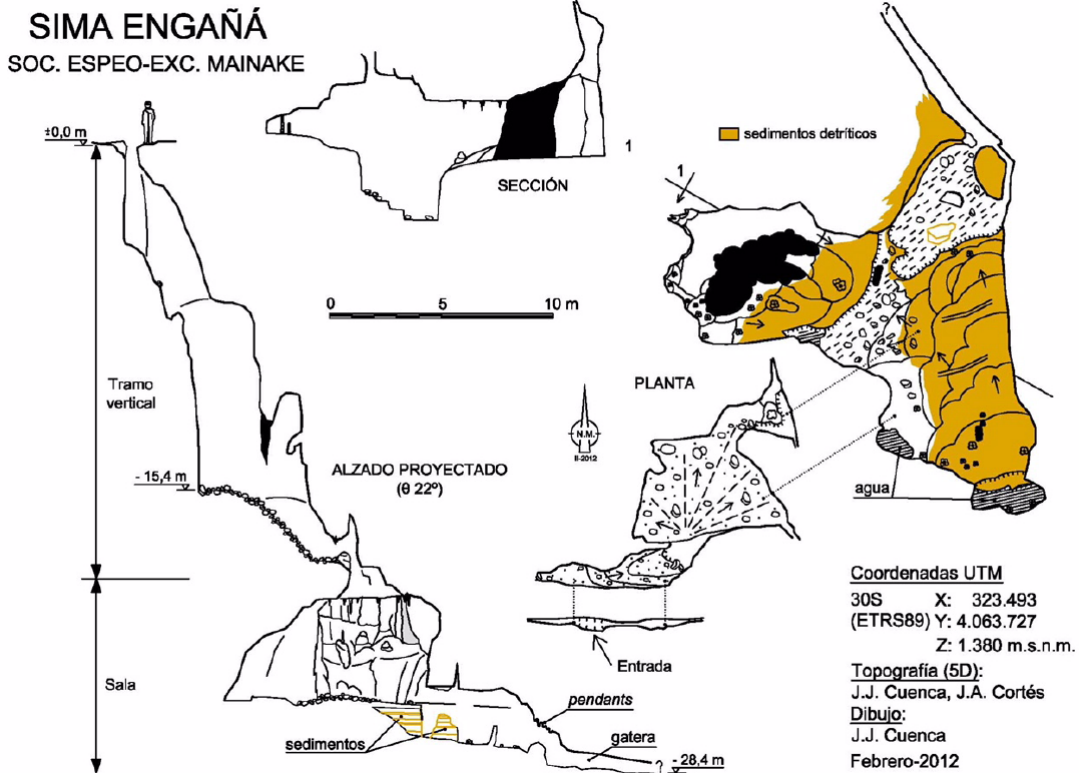 SIMA ENGAÑÁ
SOC. ESPEO-EXC. MAINAKE
±0,0 m
1
SECCIÓN
sedimentos detríticos
?
1
0 5 10 m
PLANTA
N.M.
II-2012
Tramo
vertical
ALZADO PROYECTADO
(θ 22º)
- 15,4 m
agua
Entrada
Sala
pendants
sedimentos
gatera
?
- 28,4 m
Coordenadas UTM
30S X: 323.493
(ETRS89) Y: 4.063.727
Z: 1.380 m.s.n.m.
Topografía (5D):
J.J. Cuenca, J.A. Cortés
Dibujo:
J.J. Cuenca
Febrero-2012